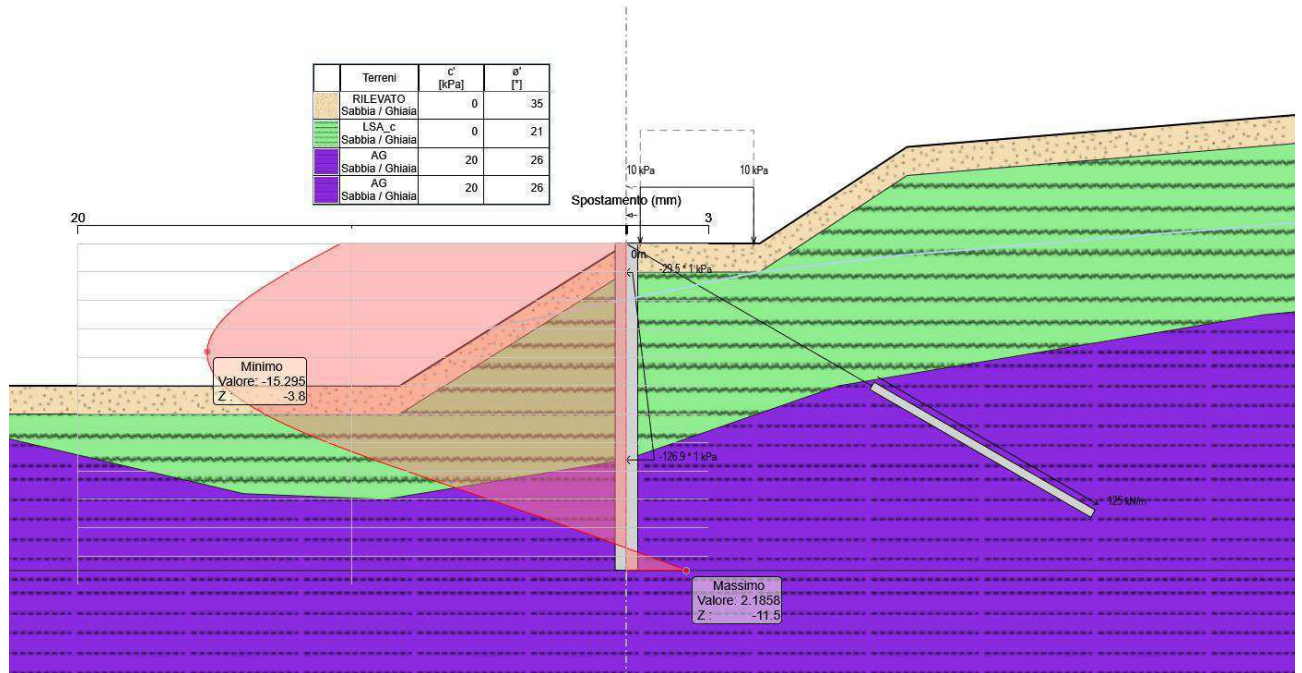 Terreni c' ø'
[kPa] [°]
RILEVATO 0 35
Sabbia / Ghiaia
LSA_c 0 21
Sabbia / Ghiaia
AG 20 26
Sabbia / Ghiaia
AG 20 26
Sabbia / Ghiaia
10 kPa 10 kPa
Spostamento (mm)
20 3
0m
-29.5 * 1 kPa
Minimo
Valore: -15.295
Z : -3.8
-126.9 * 1 kPa
125 kN/m
Massimo
Valore: 2.1858
Z : -11.5